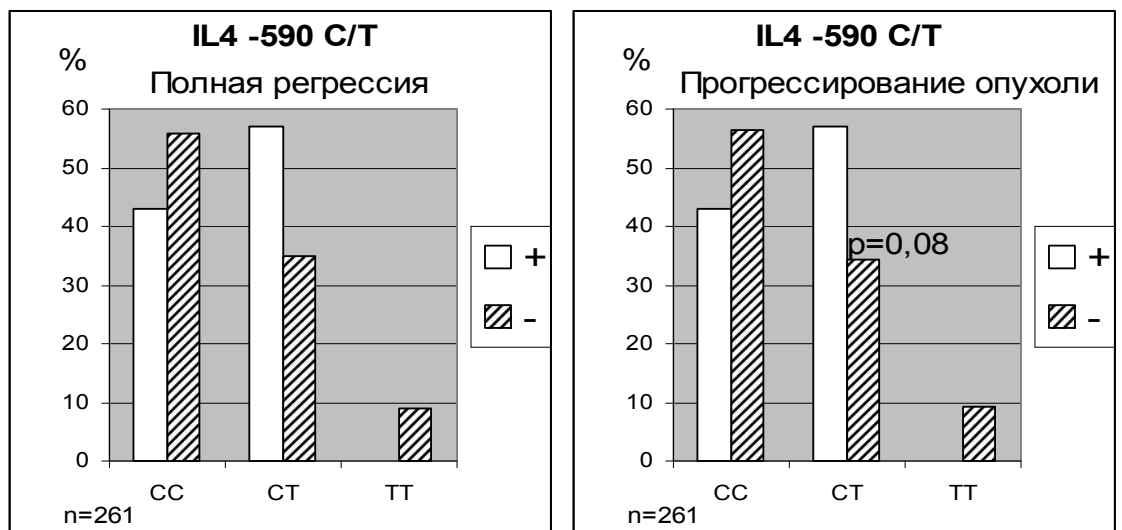 IL4 -590 C/T
%
Полная регрессия
60
50
40
30
20
10
0
CC
CT
TT
n=261
+
-
IL4 -590 C/T
%
Прогрессирование опухоли
60
50
40
30
20
10
0
p=0,08
CC
CT
TT
n=261
+
-